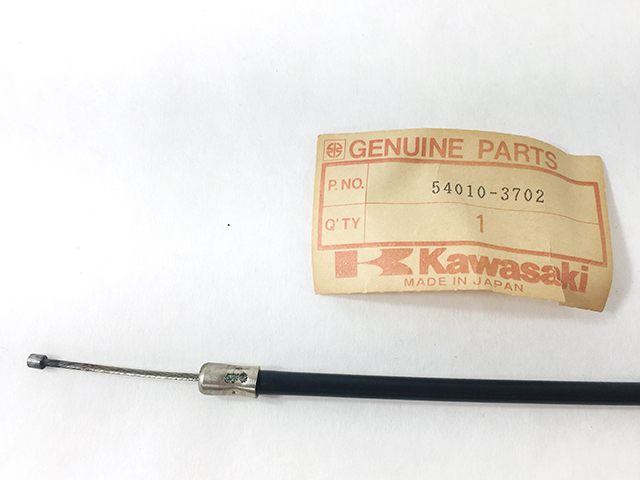 GENUINE PARTS
P.NO. 54010-3702
Q'TY 1
Kawasaki
MADE IN JAPAN